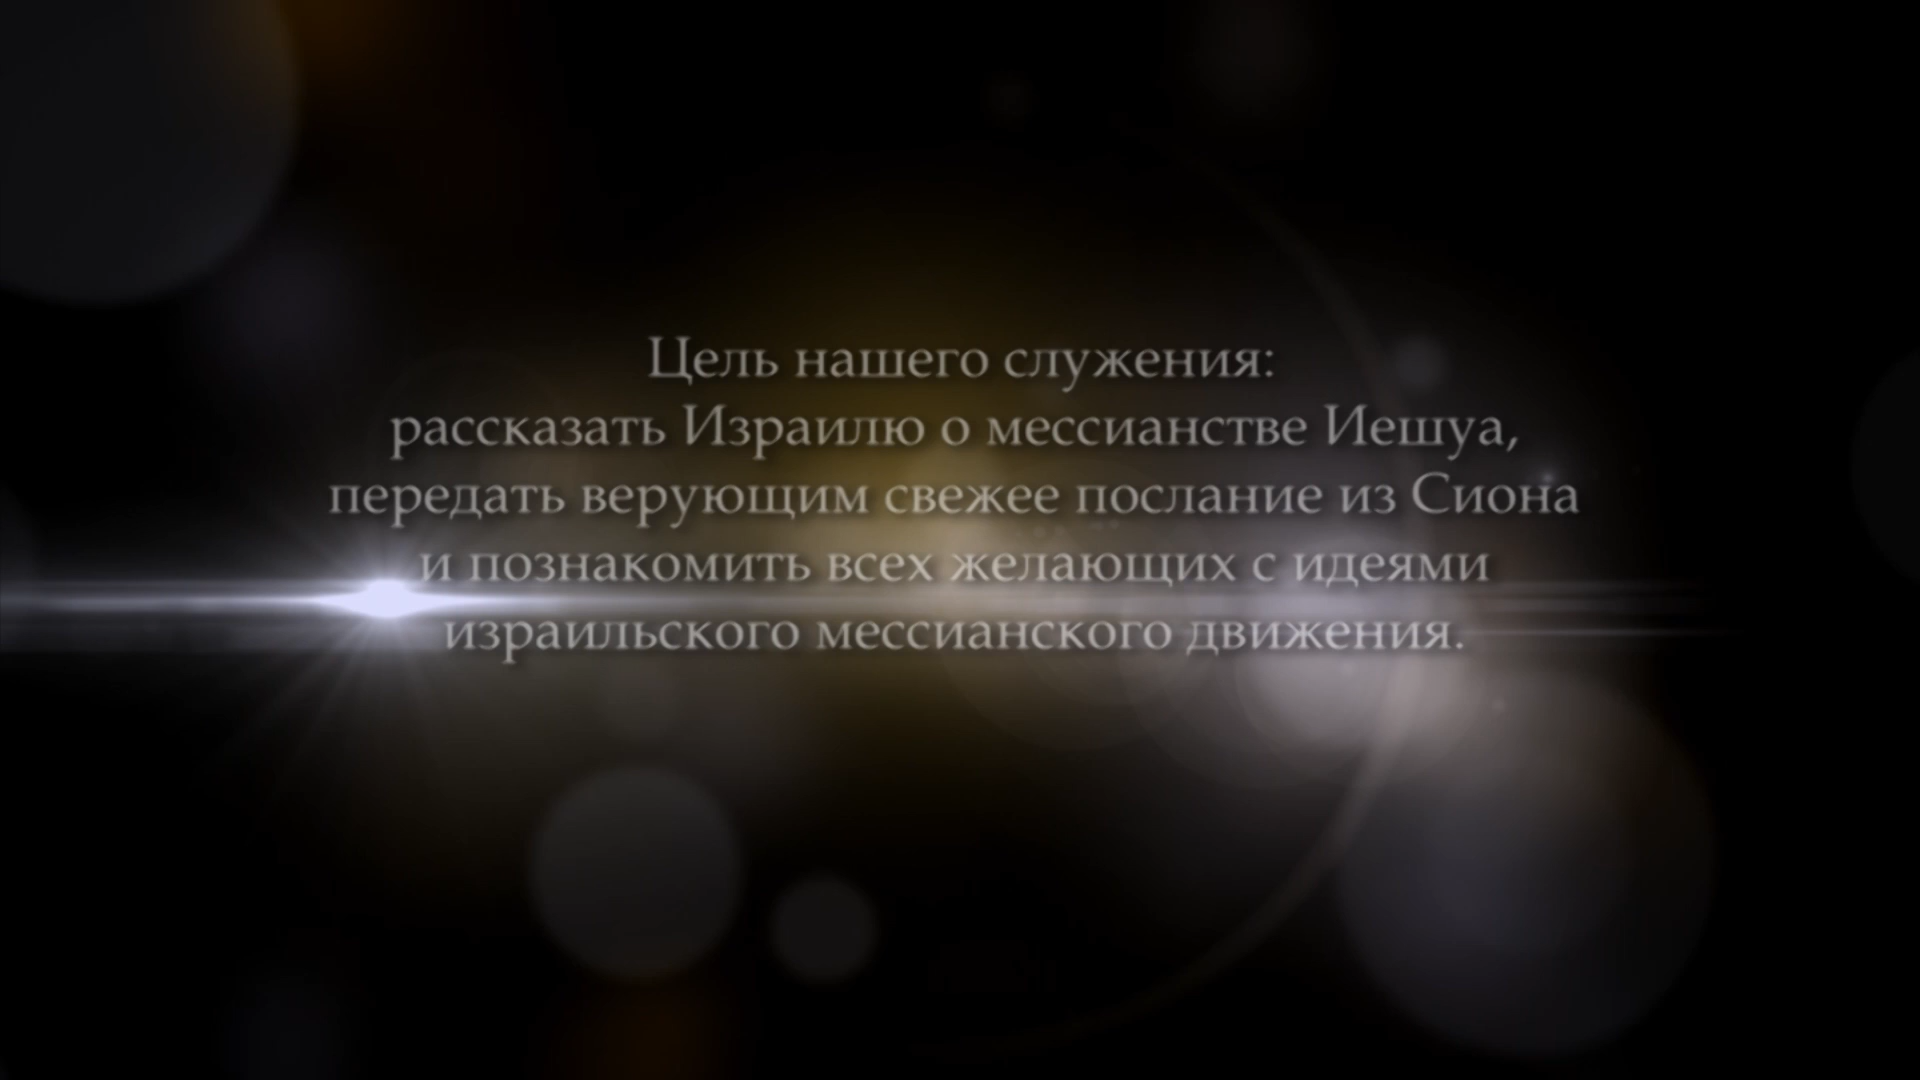 Цель нашего служения:
рассказать Израилю о мессианстве Иешуа,
передать верующим свежее послание из Сиона
и познакомить всех желающих с идеями
израильского мессианского движения.